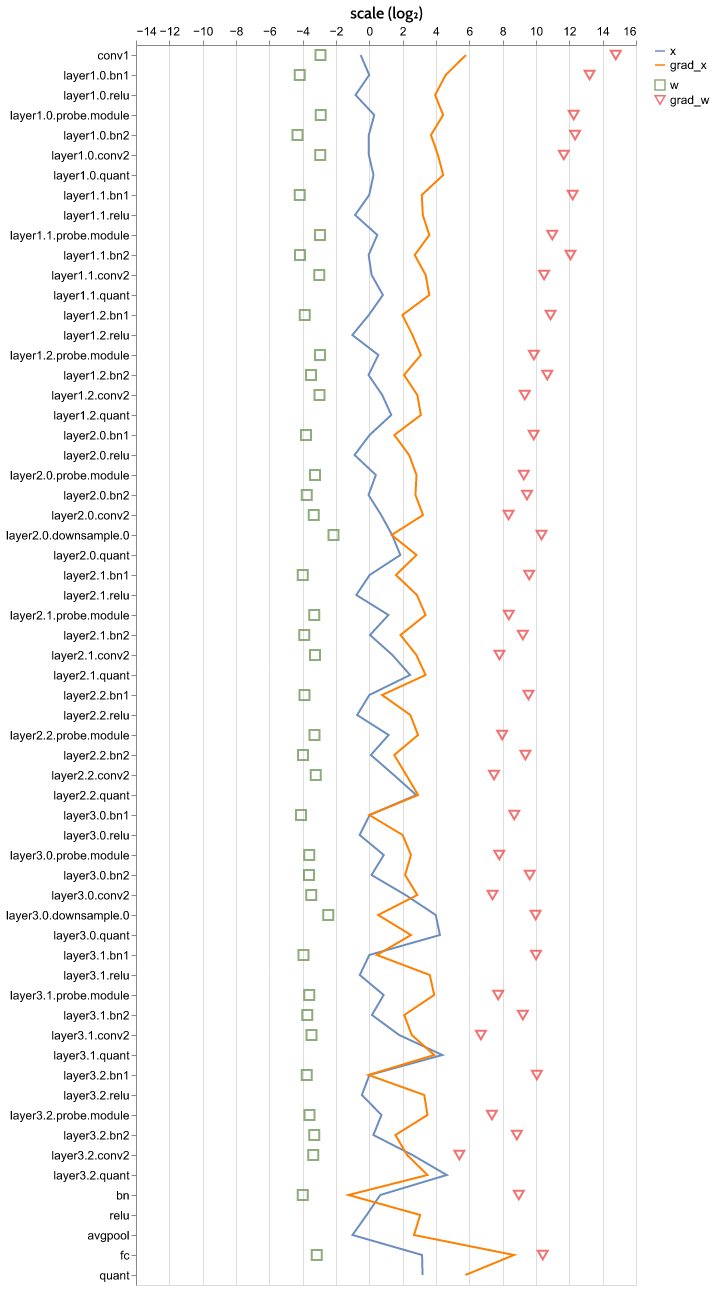 scale (log₂)
−14 −12 −10 −8 −6 −4 −2 0 2 4 6 8 10 12 14 16
x
grad_x
w
grad_w
conv1
layer1.0.bn1
layer1.0.relu
layer1.0.probe.module
layer1.0.bn2
layer1.0.conv2
layer1.0.quant
layer1.1.bn1
layer1.1.relu
layer1.1.probe.module
layer1.1.bn2
layer1.1.conv2
layer1.1.quant
layer1.2.bn1
layer1.2.relu
layer1.2.probe.module
layer1.2.bn2
layer1.2.conv2
layer1.2.quant
layer2.0.bn1
layer2.0.relu
layer2.0.probe.module
layer2.0.bn2
layer2.0.conv2
layer2.0.downsample.0
layer2.0.quant
layer2.1.bn1
layer2.1.relu
layer2.1.probe.module
layer2.1.bn2
layer2.1.conv2
layer2.1.quant
layer2.2.bn1
layer2.2.relu
layer2.2.probe.module
layer2.2.bn2
layer2.2.conv2
layer2.2.quant
layer3.0.bn1
layer3.0.relu
layer3.0.probe.module
layer3.0.bn2
layer3.0.conv2
layer3.0.downsample.0
layer3.0.quant
layer3.1.bn1
layer3.1.relu
layer3.1.probe.module
layer3.1.bn2
layer3.1.conv2
layer3.1.quant
layer3.2.bn1
layer3.2.relu
layer3.2.probe.module
layer3.2.bn2
layer3.2.conv2
layer3.2.quant
bn
relu
avgpool
fc
quant